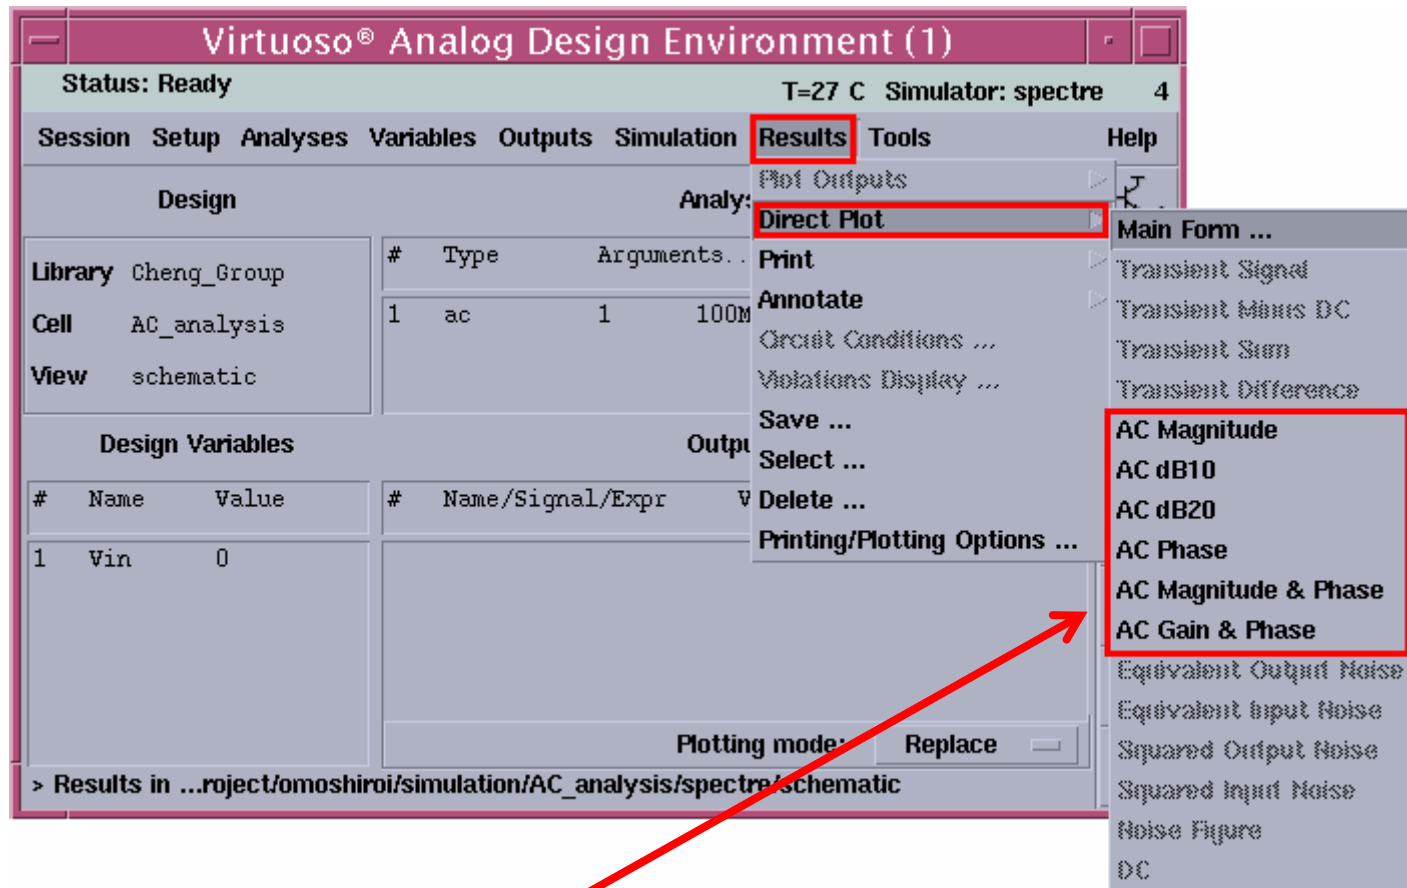 Virtuoso® Analog Design Environment (1)
Status: Ready T=27 C Simulator: spectre 4
Session Setup Analyses Variables Outputs Simulation Results Tools Help
Design
Library Cheng_Group
Cell AC_analysis
View schematic
Analys
# Type Arguments..
1 ac 1 100M
Design Variables
# Name Value
1 Vin 0
Outpu
# Name/Signal/Expr V
Plotting mode: Replace
> Results in ...roject/omoshiroi/simulation/AC_analysis/spectre/schematic
Plot Outputs
Direct Plot
Print
Annotate
Circuit Conditions ...
Violations Display ...
Save ...
Select ...
Delete ...
Printing/Plotting Options ...
Main Form ...
Transient Signal
Transient Minus DC
Transient Sum
Transient Difference
AC Magnitude
AC dB10
AC dB20
AC Phase
AC Magnitude & Phase
AC Gain & Phase
Equivalent Output Noise
Equivalent Input Noise
Squared Output Noise
Squared Input Noise
Noise Figure
DC